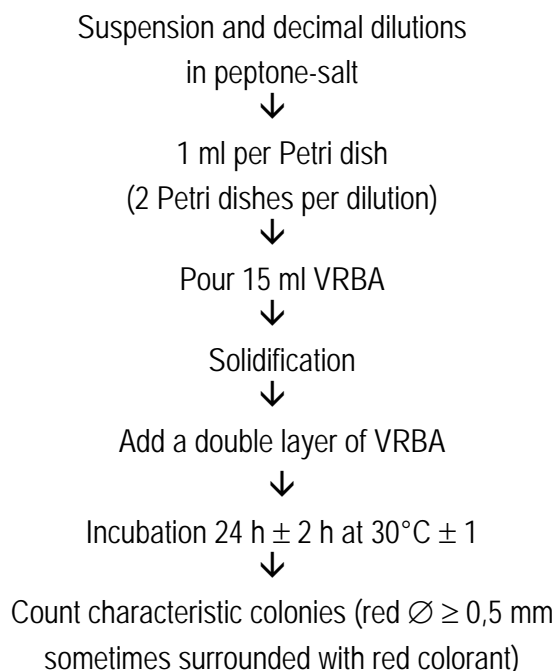 Suspension and decimal dilutions
in peptone-salt
↓
1 ml per Petri dish
(2 Petri dishes per dilution)
↓
Pour 15 ml VRBA
↓
Solidification
↓
Add a double layer of VRBA
↓
Incubation 24 h ± 2 h at 30°C ± 1
↓
Count characteristic colonies (red ∅ ≥ 0,5 mm
sometimes surrounded with red colorant)